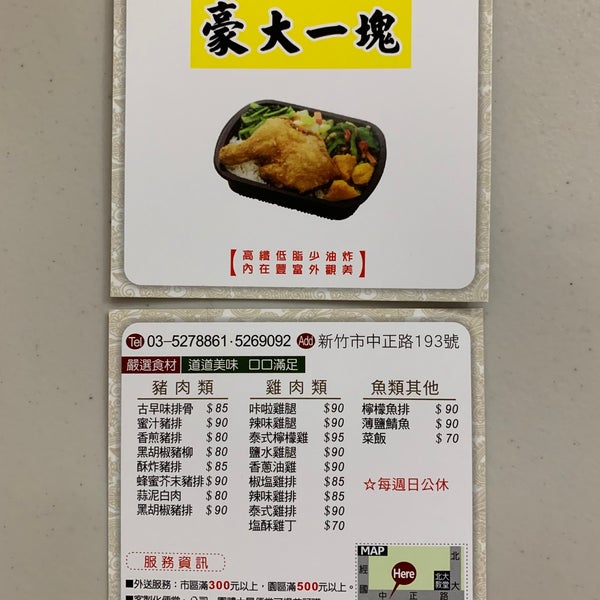 豪大一塊
【高纖低脂少油炸
內在豐富外觀美】
Tel 03-5278861·5269092 Add 新竹市中正路193號
嚴選食材 道道美味 口口滿足
豬肉類
古早味排骨 $85
蜜汁豬排 $90
香煎豬排 $80
黑胡椒豬柳 $80
酥炸豬排 $85
蜂蜜芥末豬排 $90
蒜泥白肉 $80
黑胡椒豬排 $90
雞肉類
咔啦雞腿 $90
辣味雞腿 $90
泰式檸檬雞 $95
鹽水雞腿 $90
香蔥油雞 $90
椒塩雞排 $85
辣味雞排 $85
泰式雞排 $90
塩酥雞丁 $70
魚類其他
檸檬魚排 $90
薄鹽鯖魚 $90
菜飯 $70
☆每週日公休
服務資訊
■外送服務：市區滿300元以上，園區滿500元以上。
MAP
Here
經國
中正路
北大教堂
北大